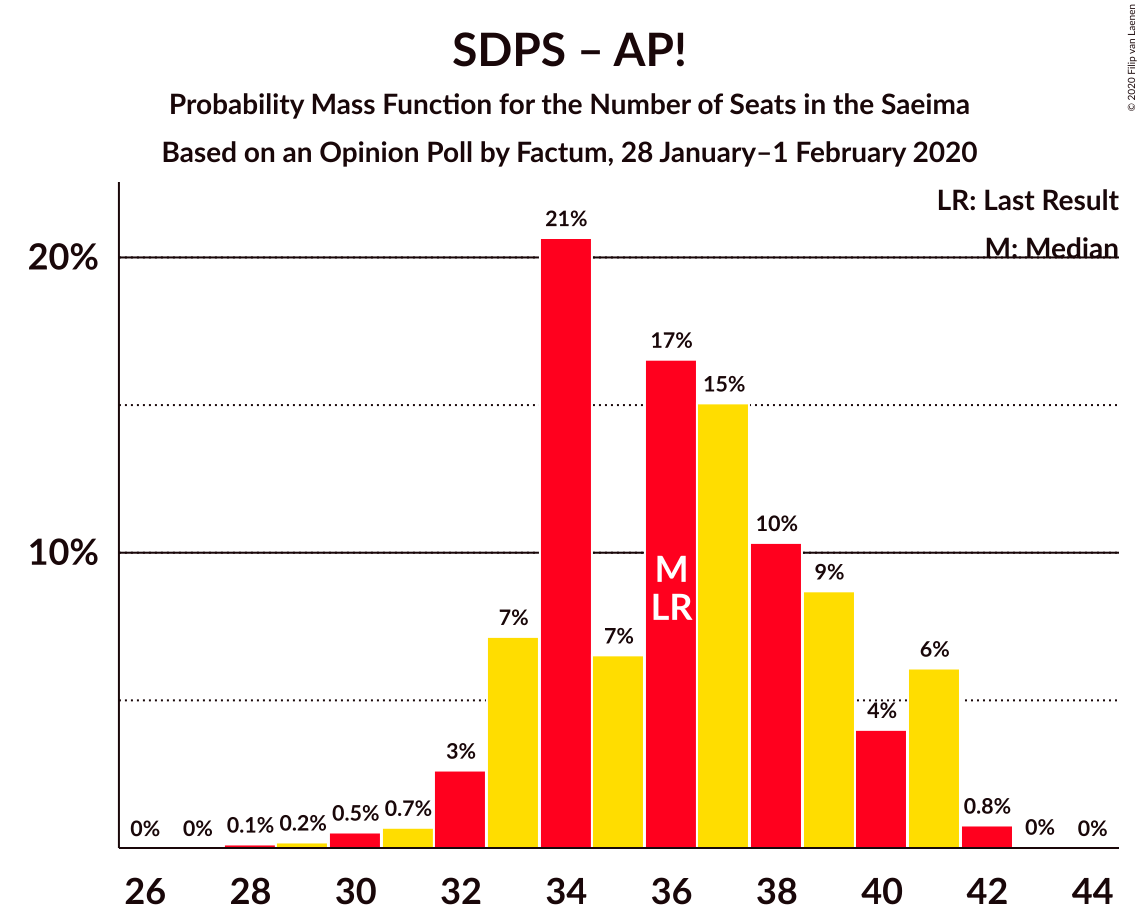 SDPS – AP!
Probability Mass Function for the Number of Seats in the Saeima
Based on an Opinion Poll by Factum, 28 January–1 February 2020
© 2020 Filip van Laenen
LR: Last Result
M: Median
20%
10%
0%
0%
0.1%
0.2%
0.5%
0.7%
3%
7%
21%
7%
17%
15%
10%
9%
4%
6%
0.8%
0%
0%
M
LR
26 28 30 32 34 36 38 40 42 44